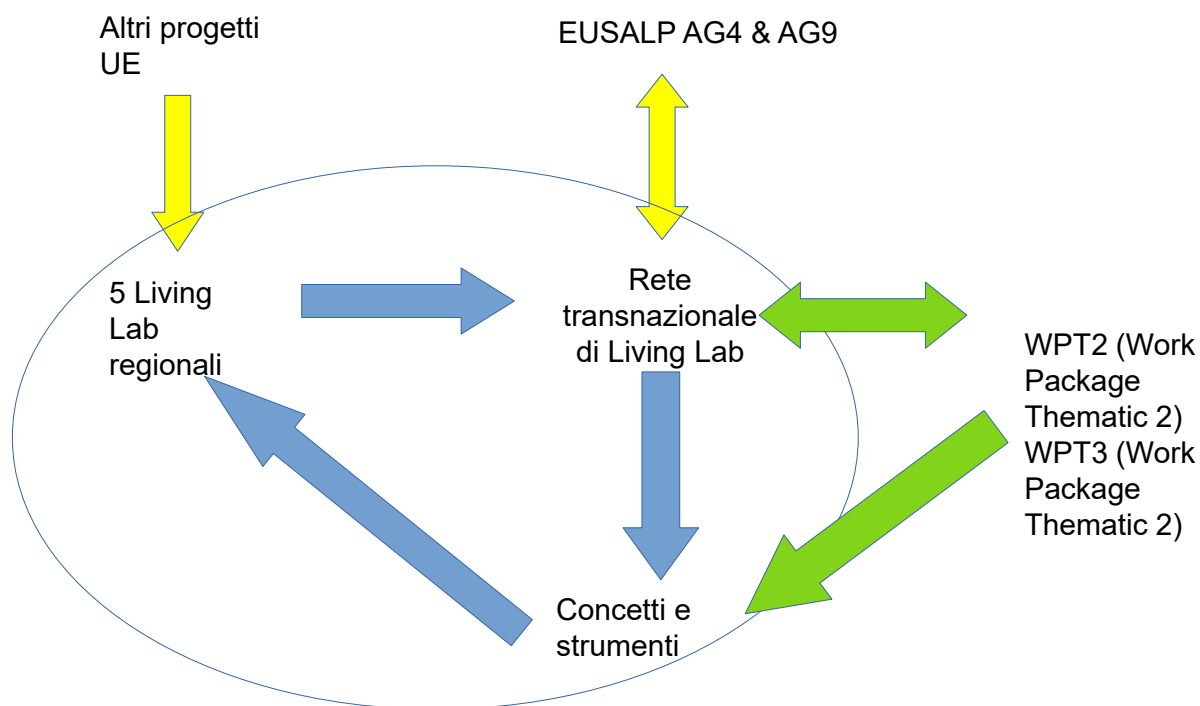 Altri progetti
UE
EUSALP AG4 & AG9
5 Living
Lab
regionali
Rete
transnazionale
di Living Lab
WPT2 (Work
Package
Thematic 2)
WPT3 (Work
Package
Thematic 2)
Concetti e
strumenti